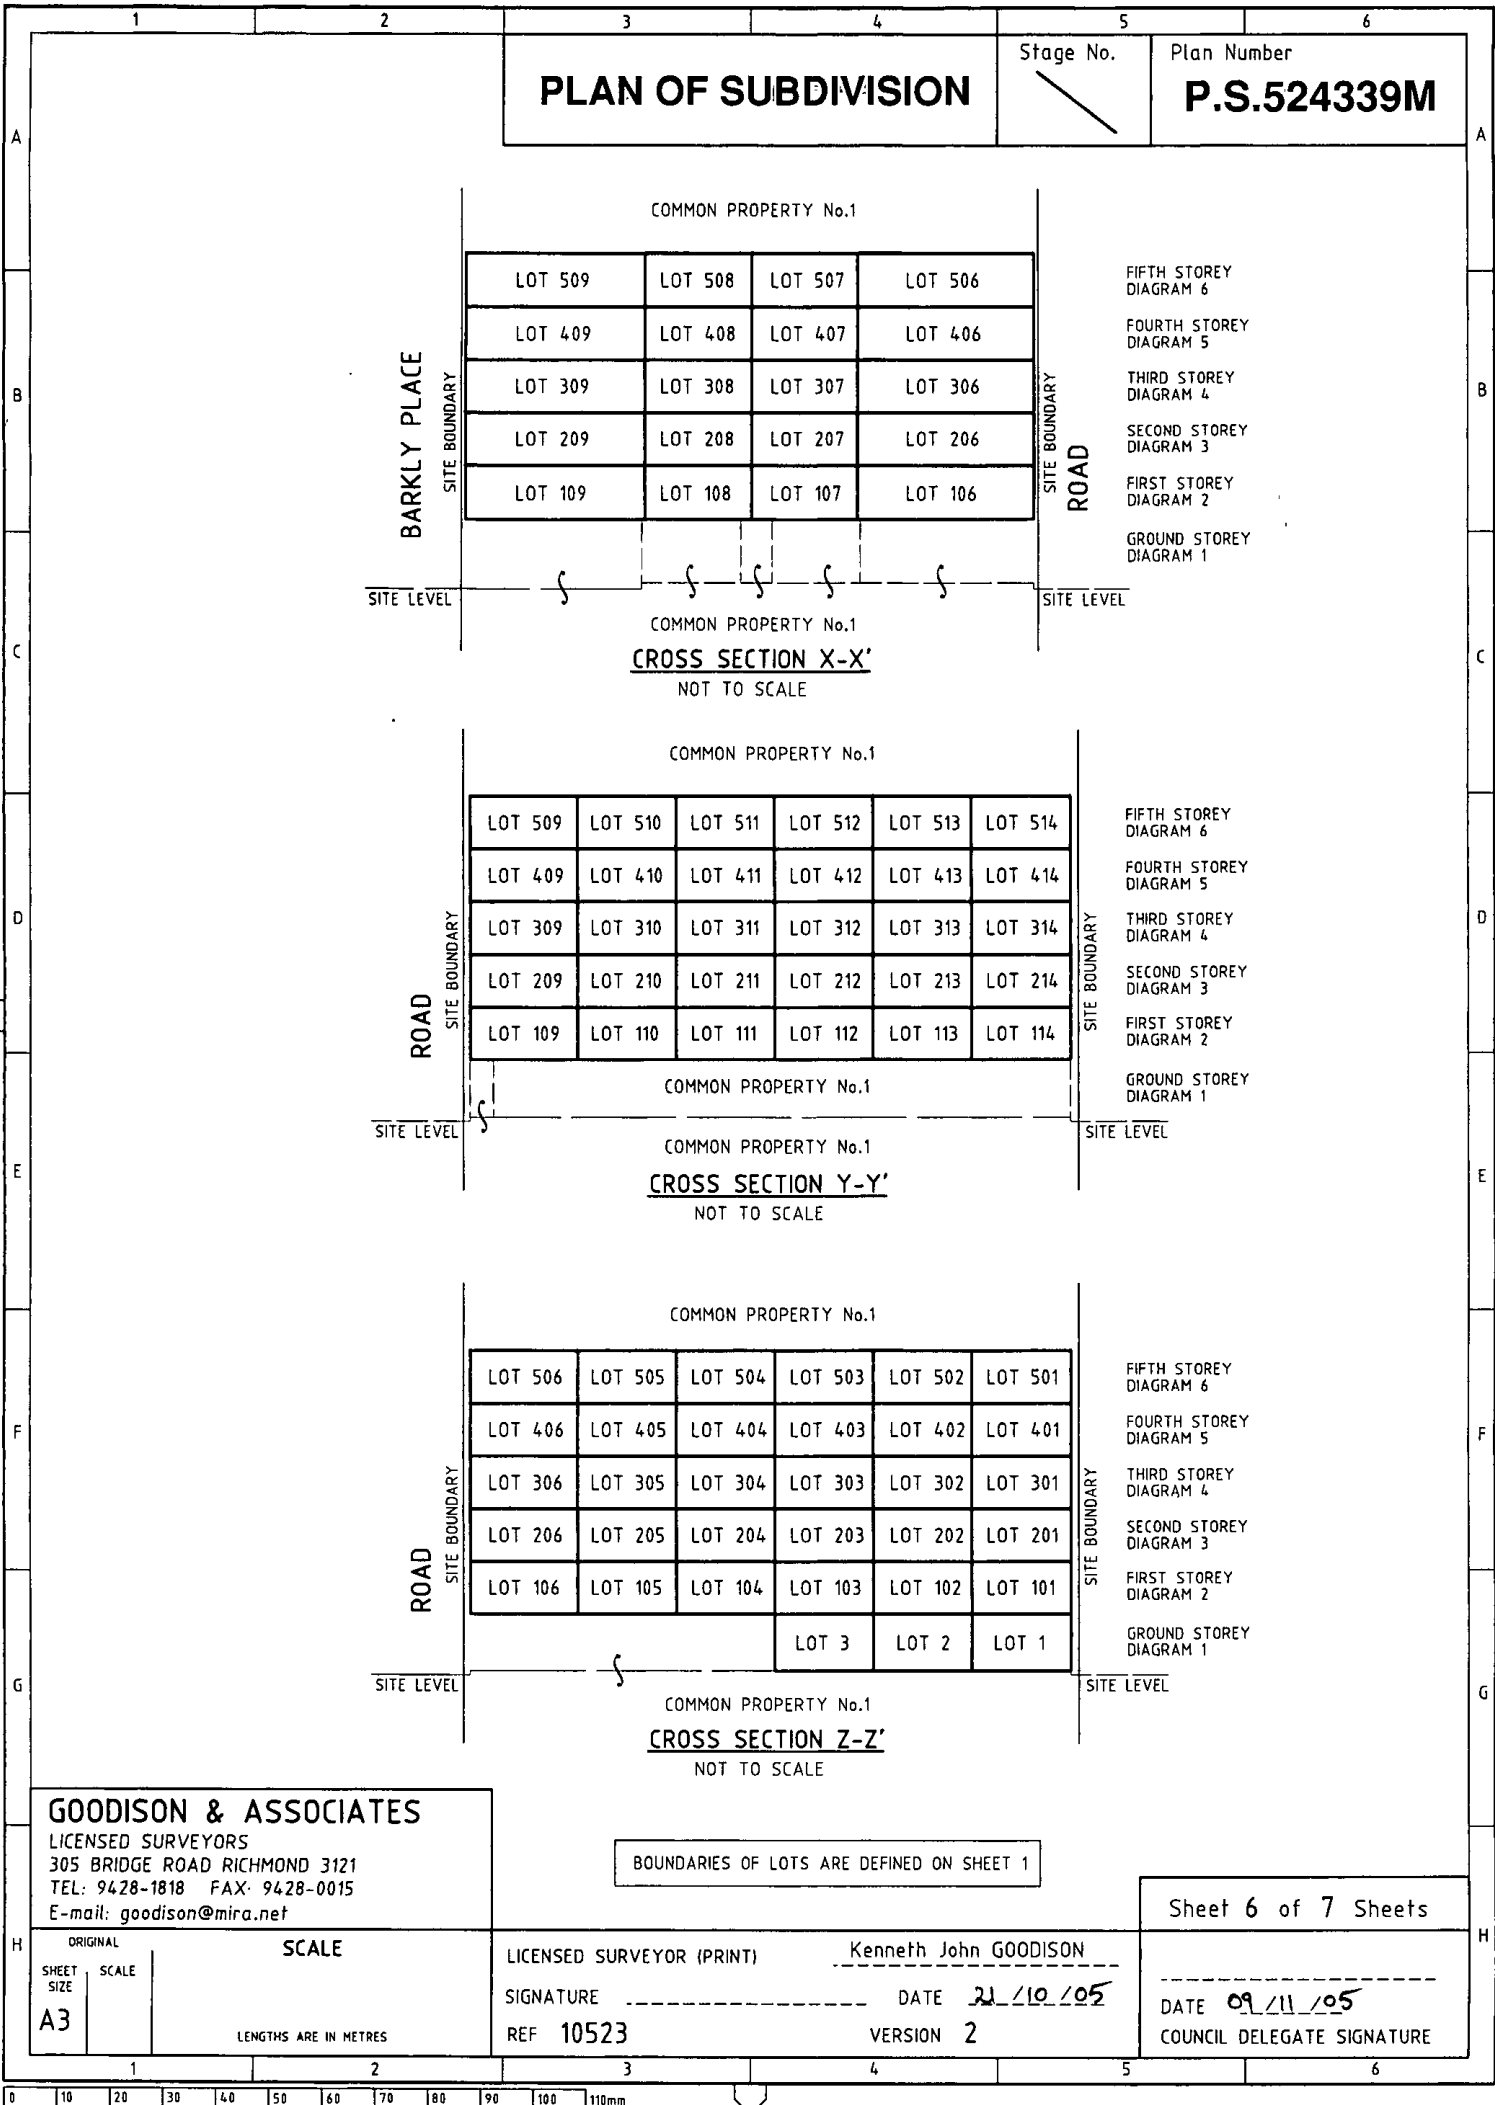 1 2 3 4 5 6
PLAN OF SUBDIVISION
Stage No.
Plan Number
P.S.524339M
A A
COMMON PROPERTY No.1
LOT 509 LOT 508 LOT 507 LOT 506
FIFTH STOREY
DIAGRAM 6
LOT 409 LOT 408 LOT 407 LOT 406
FOURTH STOREY
DIAGRAM 5
LOT 309 LOT 308 LOT 307 LOT 306
THIRD STOREY
DIAGRAM 4
LOT 209 LOT 208 LOT 207 LOT 206
SECOND STOREY
DIAGRAM 3
LOT 109 LOT 108 LOT 107 LOT 106
FIRST STOREY
DIAGRAM 2
GROUND STOREY
DIAGRAM 1
BARKLY PLACE
SITE BOUNDARY
SITE BOUNDARY
ROAD
B B
SITE LEVEL
SITE LEVEL
COMMON PROPERTY No.1
CROSS SECTION X-X'
NOT TO SCALE
C C
COMMON PROPERTY No.1
LOT 509 LOT 510 LOT 511 LOT 512 LOT 513 LOT 514
FIFTH STOREY
DIAGRAM 6
LOT 409 LOT 410 LOT 411 LOT 412 LOT 413 LOT 414
FOURTH STOREY
DIAGRAM 5
LOT 309 LOT 310 LOT 311 LOT 312 LOT 313 LOT 314
THIRD STOREY
DIAGRAM 4
LOT 209 LOT 210 LOT 211 LOT 212 LOT 213 LOT 214
SECOND STOREY
DIAGRAM 3
LOT 109 LOT 110 LOT 111 LOT 112 LOT 113 LOT 114
FIRST STOREY
DIAGRAM 2
COMMON PROPERTY No.1
GROUND STOREY
DIAGRAM 1
ROAD
SITE BOUNDARY
SITE BOUNDARY
D D
SITE LEVEL
SITE LEVEL
COMMON PROPERTY No.1
CROSS SECTION Y-Y'
NOT TO SCALE
E E
COMMON PROPERTY No.1
LOT 506 LOT 505 LOT 504 LOT 503 LOT 502 LOT 501
FIFTH STOREY
DIAGRAM 6
LOT 406 LOT 405 LOT 404 LOT 403 LOT 402 LOT 401
FOURTH STOREY
DIAGRAM 5
LOT 306 LOT 305 LOT 304 LOT 303 LOT 302 LOT 301
THIRD STOREY
DIAGRAM 4
LOT 206 LOT 205 LOT 204 LOT 203 LOT 202 LOT 201
SECOND STOREY
DIAGRAM 3
LOT 106 LOT 105 LOT 104 LOT 103 LOT 102 LOT 101
FIRST STOREY
DIAGRAM 2
LOT 3 LOT 2 LOT 1
GROUND STOREY
DIAGRAM 1
ROAD
SITE BOUNDARY
SITE BOUNDARY
F F
SITE LEVEL
SITE LEVEL
G G
COMMON PROPERTY No.1
CROSS SECTION Z-Z'
NOT TO SCALE
GOODISON & ASSOCIATES
LICENSED SURVEYORS
305 BRIDGE ROAD RICHMOND 3121
TEL: 9428-1818 FAX: 9428-0015
E-mail: goodison@mira.net
BOUNDARIES OF LOTS ARE DEFINED ON SHEET 1
Sheet 6 of 7 Sheets
H H
ORIGINAL
SHEET SIZE
SCALE
A3
SCALE
LENGTHS ARE IN METRES
LICENSED SURVEYOR (PRINT) Kenneth John GOODISON
SIGNATURE DATE 21/10/05
REF 10523 VERSION 2
DATE 09/11/05
COUNCIL DELEGATE SIGNATURE
1 2 3 4 5 6
0 10 20 30 40 50 60 70 80 90 100 110mm